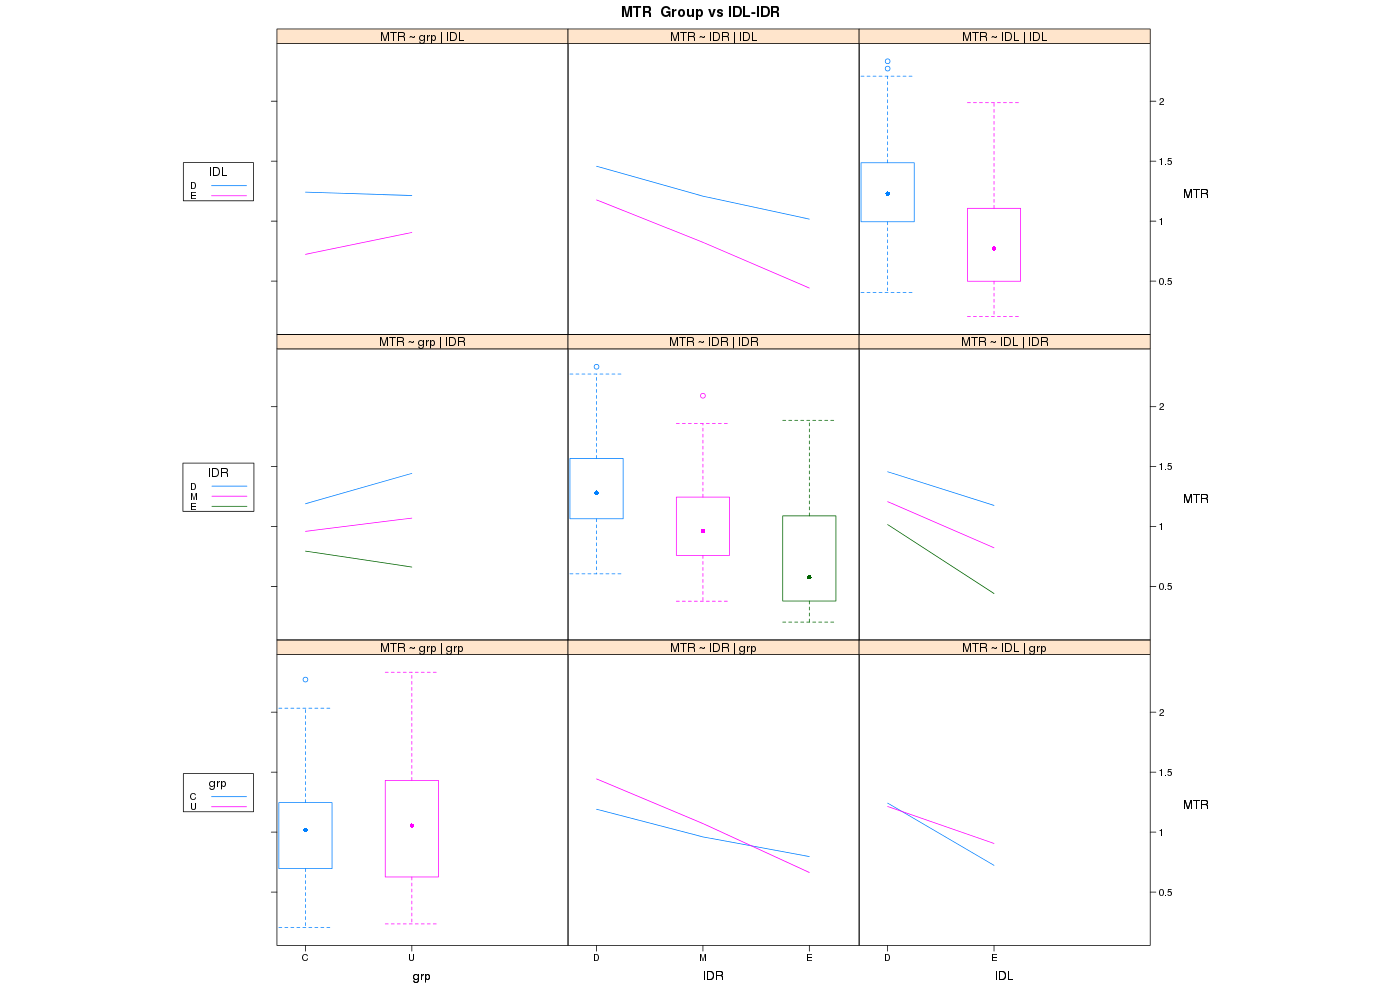 MTR  Group vs IDL-IDR
MTR ~ grp | IDL
MTR ~ IDR | IDL
MTR ~ IDL | IDL
2
1.5
1
0.5
MTR
IDL
D
E
MTR ~ grp | IDR
MTR ~ IDR | IDR
MTR ~ IDL | IDR
2
1.5
1
0.5
MTR
IDR
D
M
E
MTR ~ grp | grp
MTR ~ IDR | grp
MTR ~ IDL | grp
2
1.5
1
0.5
MTR
grp
C
U
C
U
D
M
E
D
E
grp
IDR
IDL